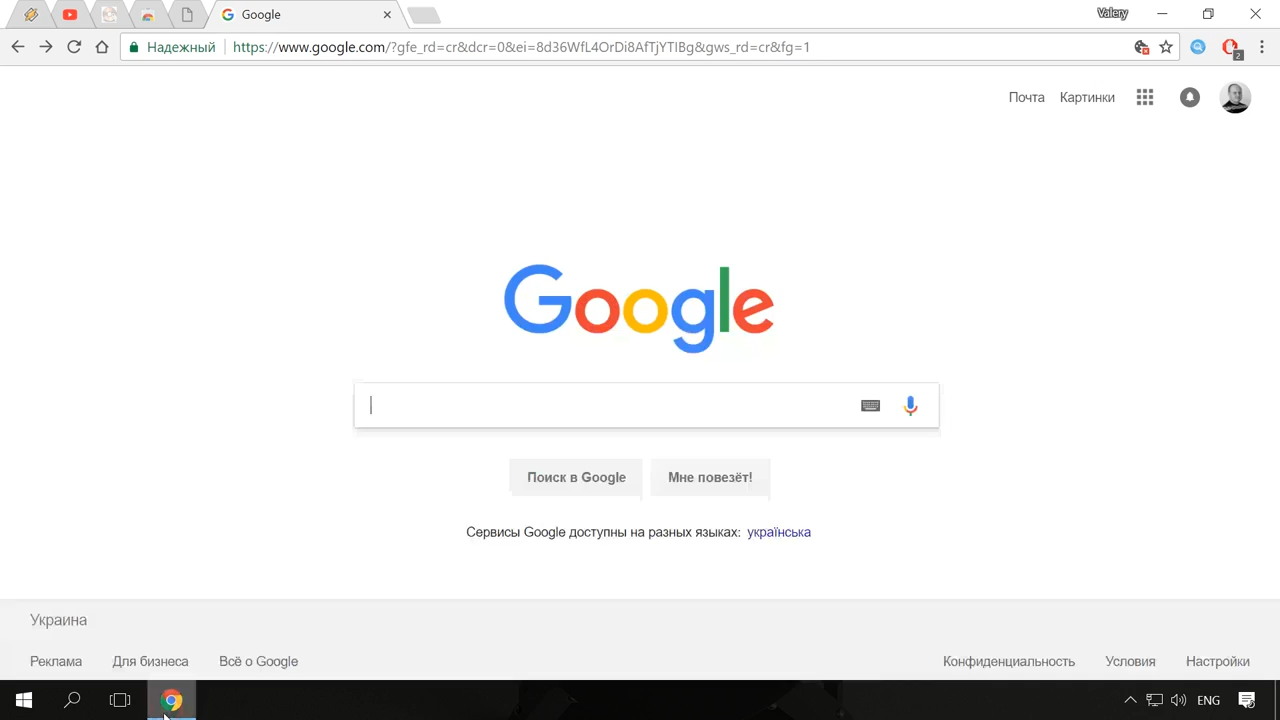 Google
Valery
Надежный
https://www.google.com/?gfe_rd=cr&dcr=0&ei=8d36WfL4OrDi8AfTjYTIBg&gws_rd=cr&fg=1
2
Почта Картинки
Google
Поиск в Google Мне повезёт!
Сервисы Google доступны на разных языках: українська
Украина
Реклама Для бизнеса Всё о Google Конфиденциальность Условия Настройки
ENG